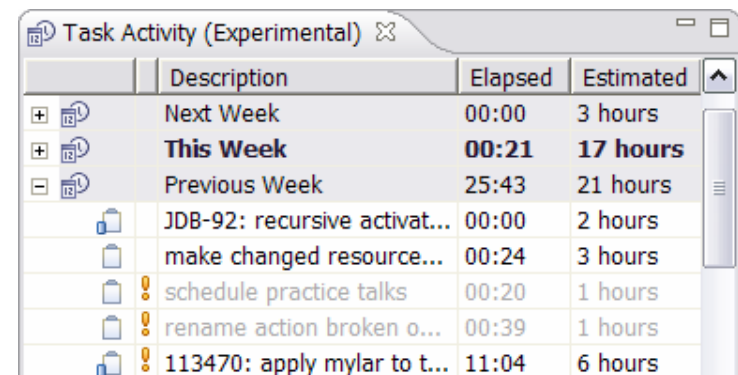 Task Activity (Experimental)
Description Elapsed Estimated
Next Week 00:00 3 hours
This Week 00:21 17 hours
Previous Week 25:43 21 hours
JDB-92: recursive activat... 00:00 2 hours
make changed resource... 00:24 3 hours
schedule practice talks 00:20 1 hours
rename action broken o... 00:39 1 hours
113470: apply mylar to t... 11:04 6 hours